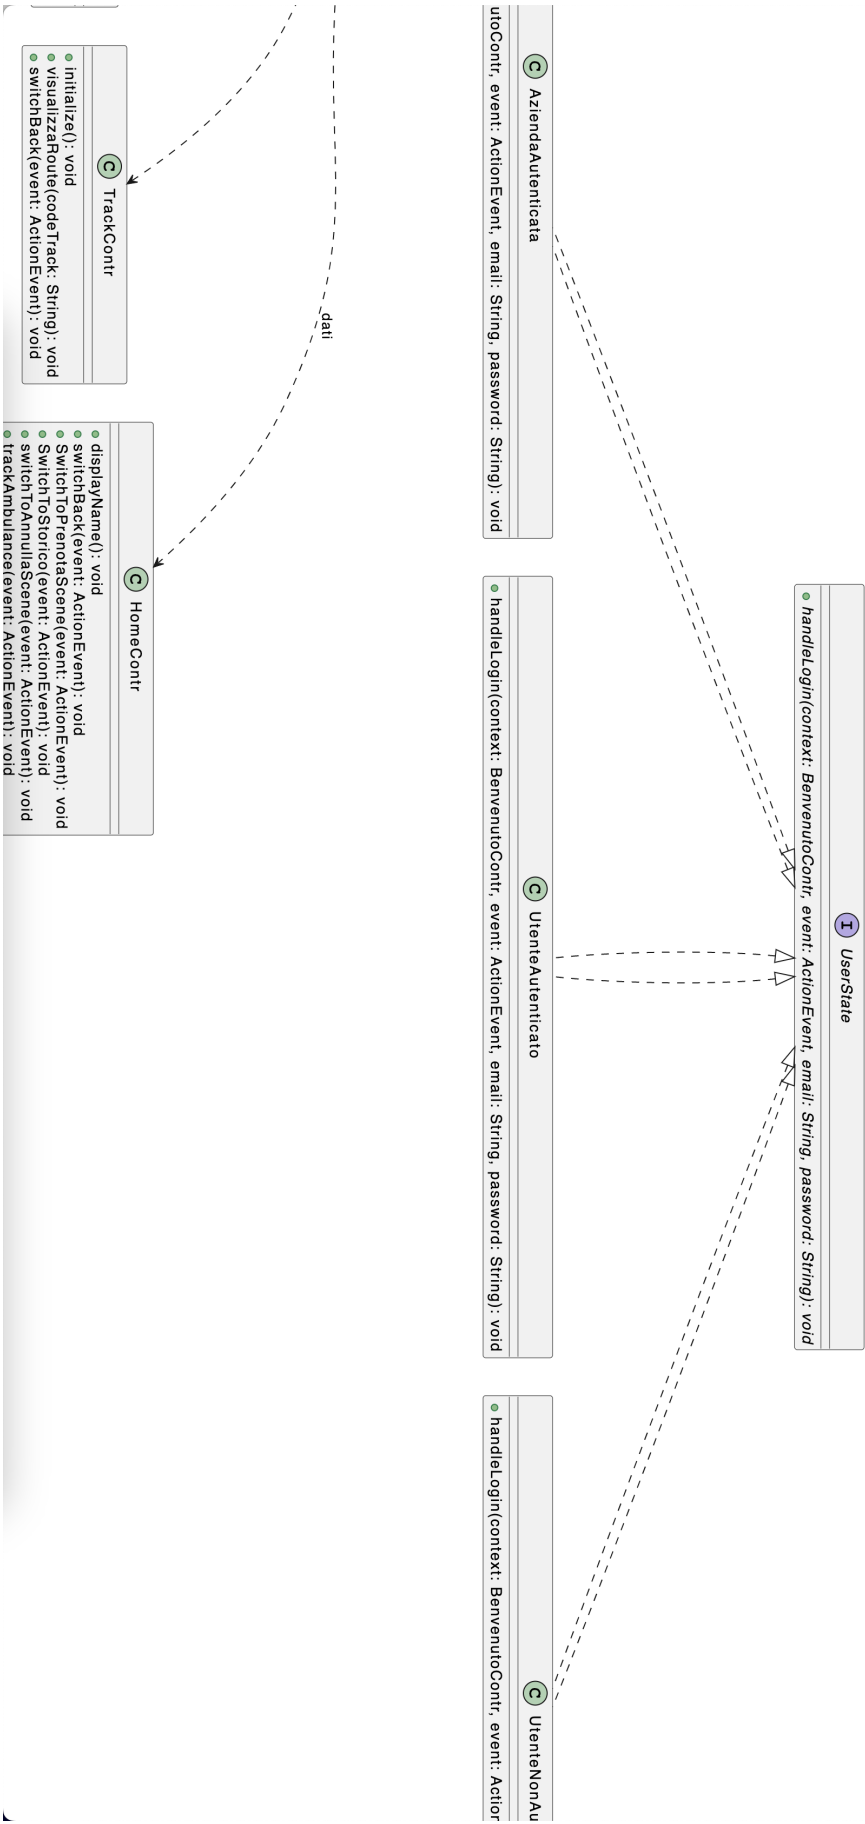 UserState
handleLogin(context: BenvenutoContr, event: ActionEvent, email: String, password: String): void
AziendaAutenticata
utoContr, event: ActionEvent, email: String, password: String): void
UtenteAutenticato
handleLogin(context: BenvenutoContr, event: ActionEvent, email: String, password: String): void
UtenteNonAu
handleLogin(context: BenvenutoContr, event: Action
dati
TrackContr
initialize(): void
visualizzaRoute(codeTrack: String): void
switchBack(event: ActionEvent): void
HomeContr
displayName(): void
switchBack(event: ActionEvent): void
SwitchToPrenotaScene(event: ActionEvent): void
SwitchToStorico(event: ActionEvent): void
switchToAnnullaScene(event: ActionEvent): void
trackAmbulance(event: ActionEvent): void